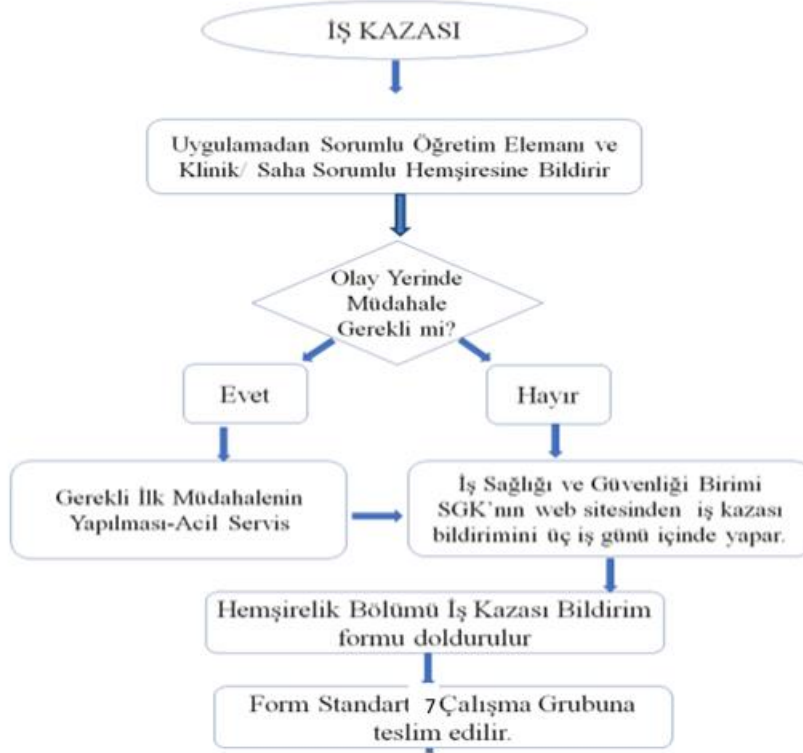 İŞ KAZASI
Uygulamadan Sorumlu Öğretim Elemanı ve
Klinik/ Saha Sorumlu Hemşiresine Bildirir
Olay Yerinde
Müdahale
Gerekli mi?
Evet
Hayır
Gerekli İlk Müdahalenin
Yapılması-Acil Servis
İş Sağlığı ve Güvenliği Birimi
SGK`nın web sitesinden iş kazası
bildirimini üç iş günü içinde yapar.
Hemşirelik Bölümü İş Kazası Bildirim
formu doldurulur
Form Standart 7 Çalışma Grubuna
teslim edilir.